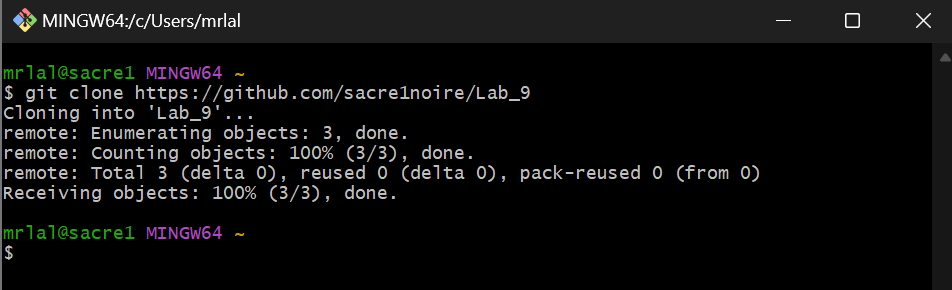 MINGW64:/c/Users/mrlal
mrlal@sacre1 MINGW64 ~
$ git clone https://github.com/sacre1noire/Lab_9
Cloning into 'Lab_9'...
remote: Enumerating objects: 3, done.
remote: Counting objects: 100% (3/3), done.
remote: Total 3 (delta 0), reused 0 (delta 0), pack-reused 0 (from 0)
Receiving objects: 100% (3/3), done.
mrlal@sacre1 MINGW64 ~
$